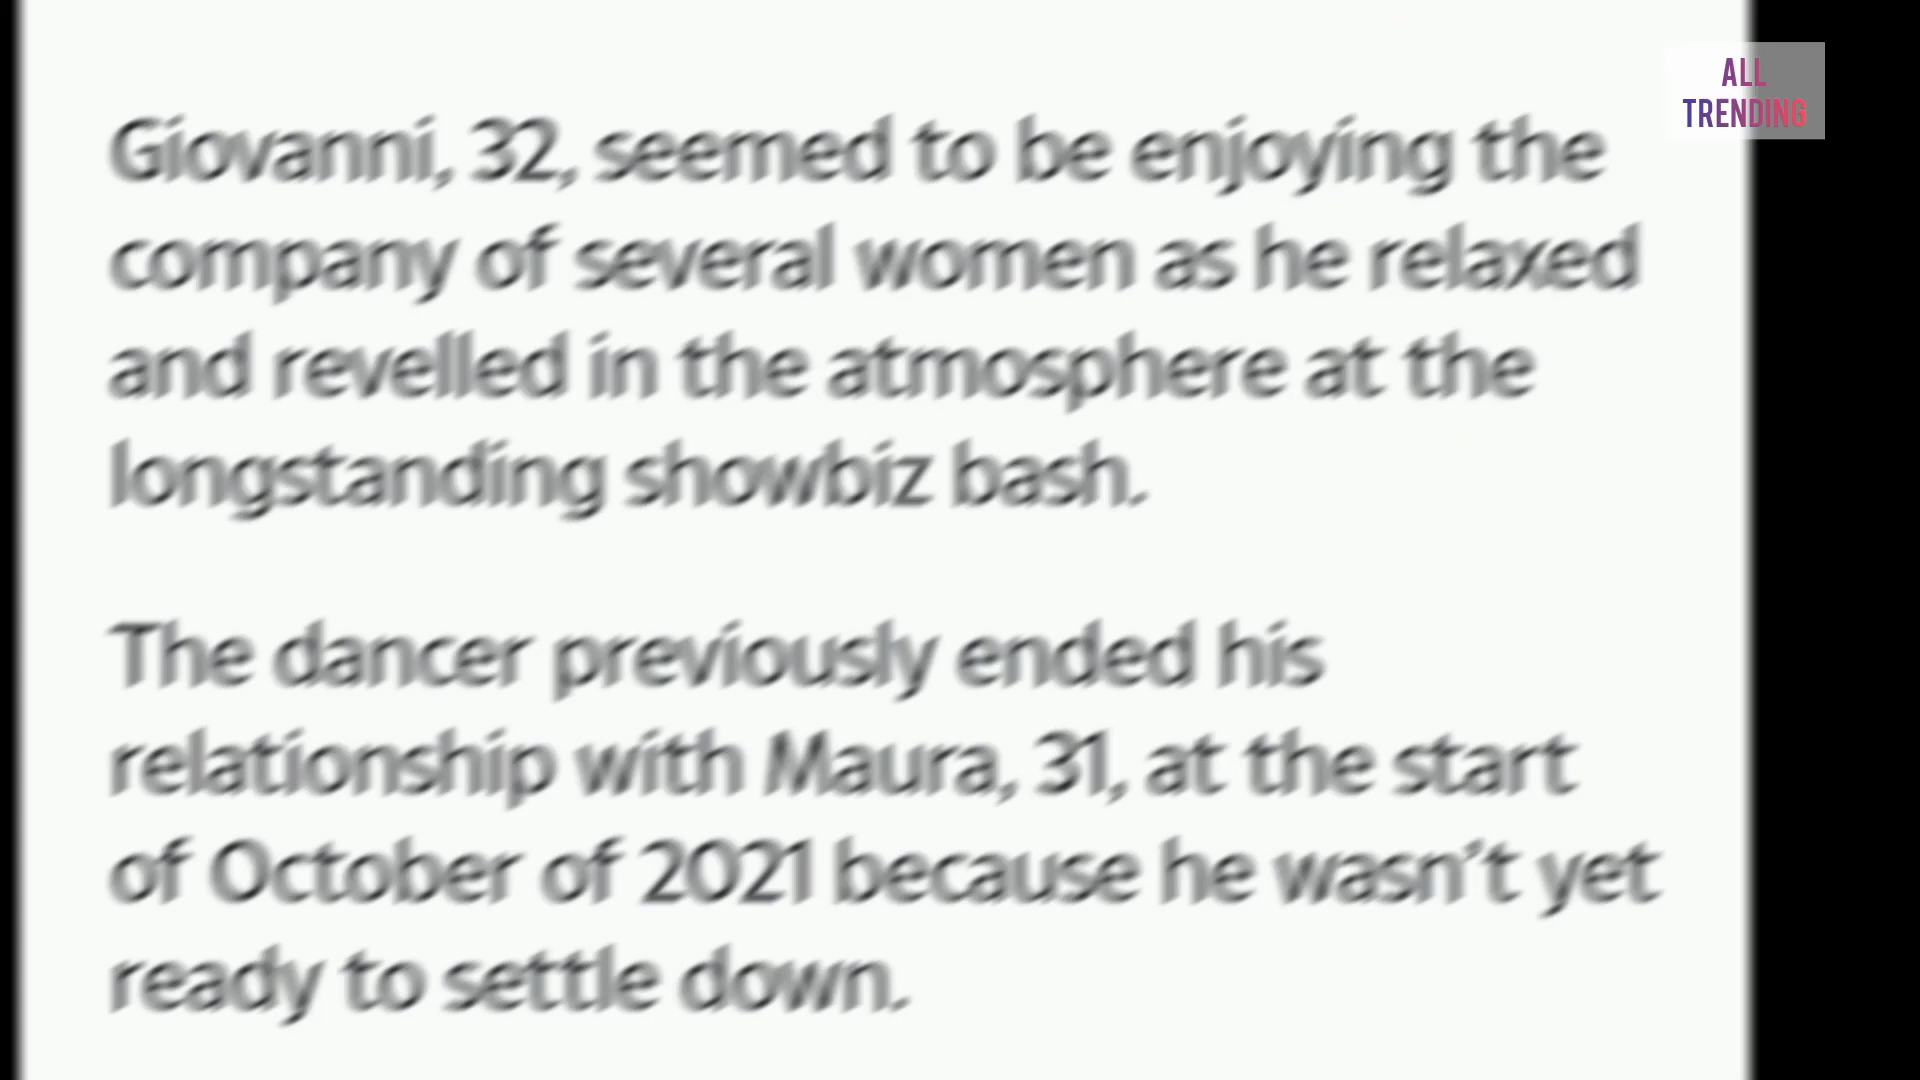 ALL
TRENDING
Giovanni, 32, seemed to be enjoying the
company of several women as he relaxed
and revelled in the atmosphere at the
longstanding showbiz bash.
The dancer previously ended his
relationship with Maura, 31, at the start
of October of 2021 because he wasn't yet
ready to settle down.